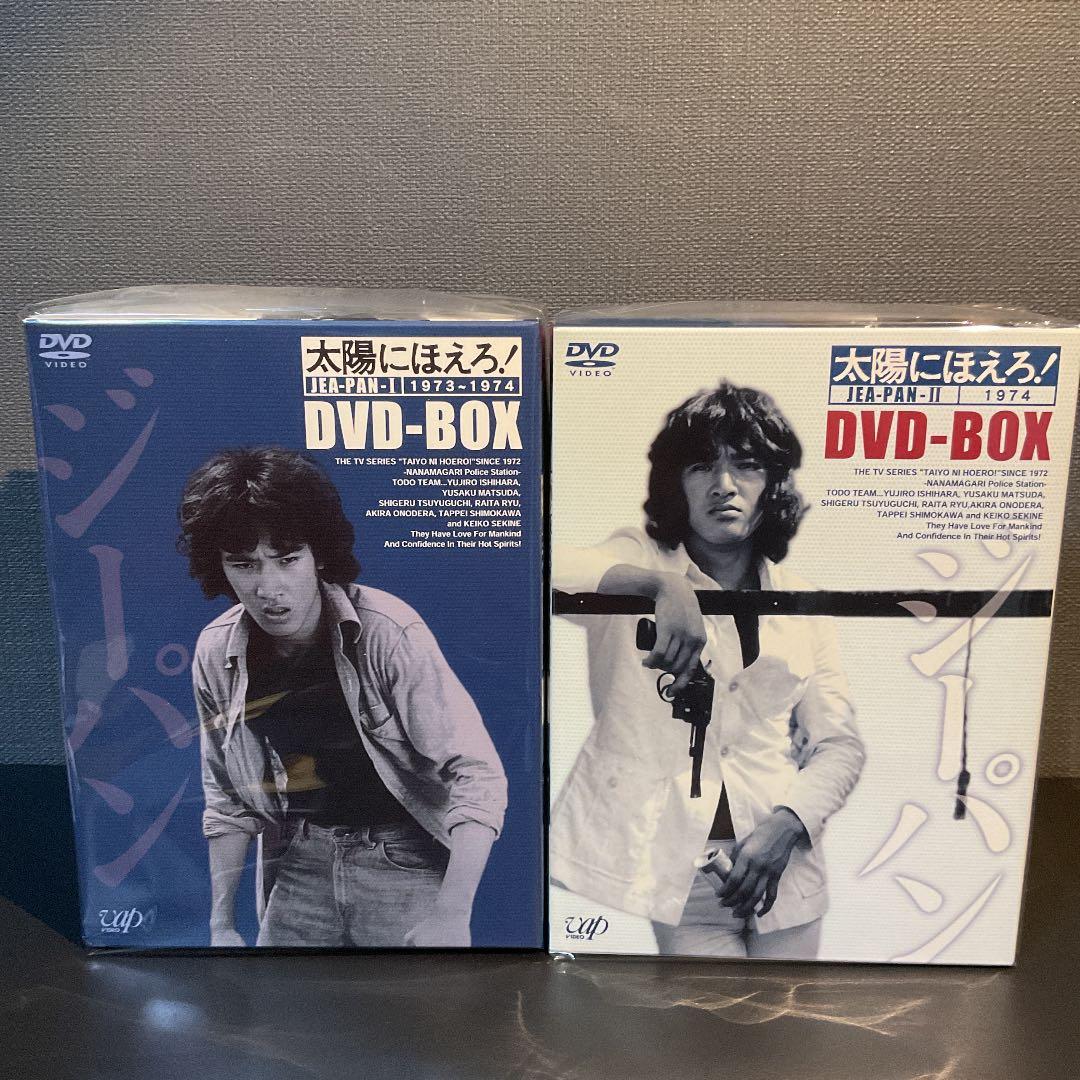 DVD
VIDEO
太陽にほえろ!
JEA-PAN-I 1973~1974
DVD-BOX
THE TV SERIES "TAIYO NI HOERO!"SINCE 1972
-NANAMAGARI Police Station-
TODO TEAM...YUJIRO ISHIHARA,
YUSAKU MATSUDA,
SHIGERU TSUYUGUCHI, RAITA RYU,
AKIRA ONODERA, TAPPEI SHIMOKAWA
and KEIKO SEKINE
They Have Love For Mankind
And Confidence In Their Hot Spirits!
ジーパン
vap
VIDEO
DVD
VIDEO
太陽にほえろ!
JEA-PAN-II 1974
DVD-BOX
THE TV SERIES "TAIYO NI HOERO!"SINCE 1972
-NANAMAGARI Police Station-
TODO TEAM...YUJIRO ISHIHARA, YUSAKU MATSUDA,
SHIGERU TSUYUGUCHI, RAITA RYU,AKIRA ONODERA,
TAPPEI SHIMOKAWA and KEIKO SEKINE
They Have Love For Mankind
And Confidence In Their Hot Spirits!
ジーパン
vap
VIDEO